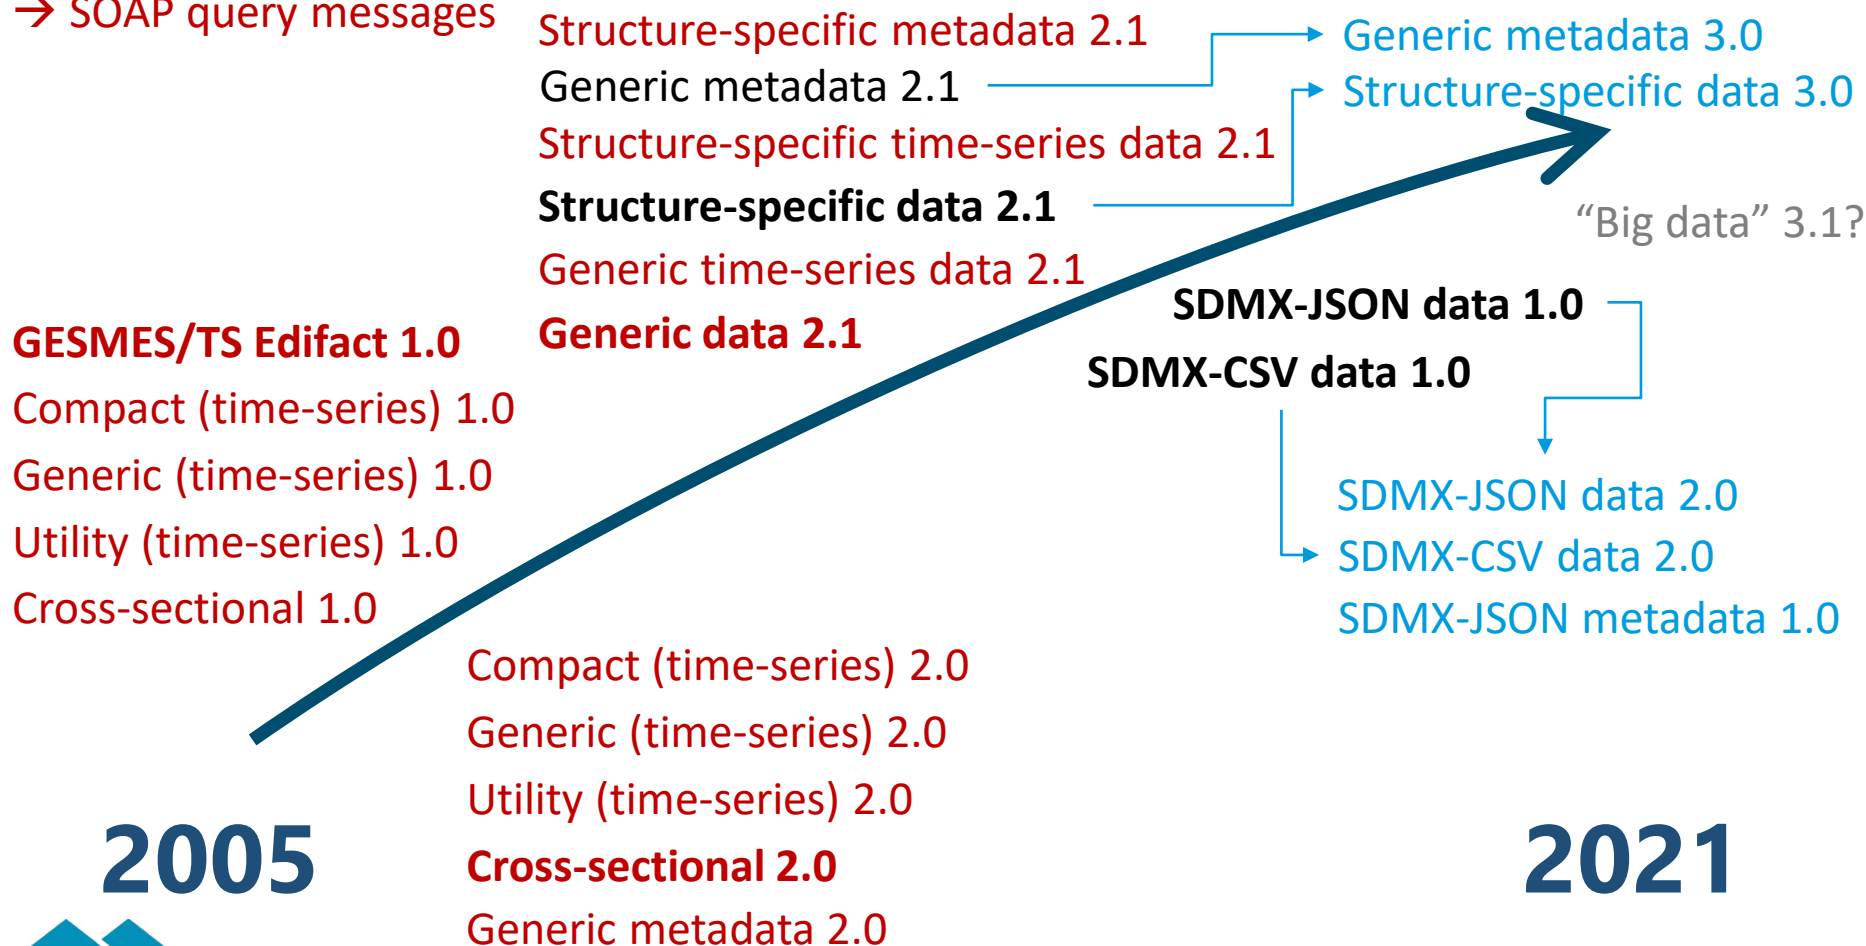 → SOAP query messages
Structure-specific metadata 2.1
Generic metadata 2.1
Structure-specific time-series data 2.1
Structure-specific data 2.1
Generic time-series data 2.1
Generic data 2.1
Generic metadata 3.0
Structure-specific data 3.0
“Big data” 3.1?
GESMES/TS Edifact 1.0
Compact (time-series) 1.0
Generic (time-series) 1.0
Utility (time-series) 1.0
Cross-sectional 1.0
SDMX-JSON data 1.0
SDMX-CSV data 1.0
SDMX-JSON data 2.0
SDMX-CSV data 2.0
SDMX-JSON metadata 1.0
Compact (time-series) 2.0
Generic (time-series) 2.0
Utility (time-series) 2.0
Cross-sectional 2.0
Generic metadata 2.0
2005
2021